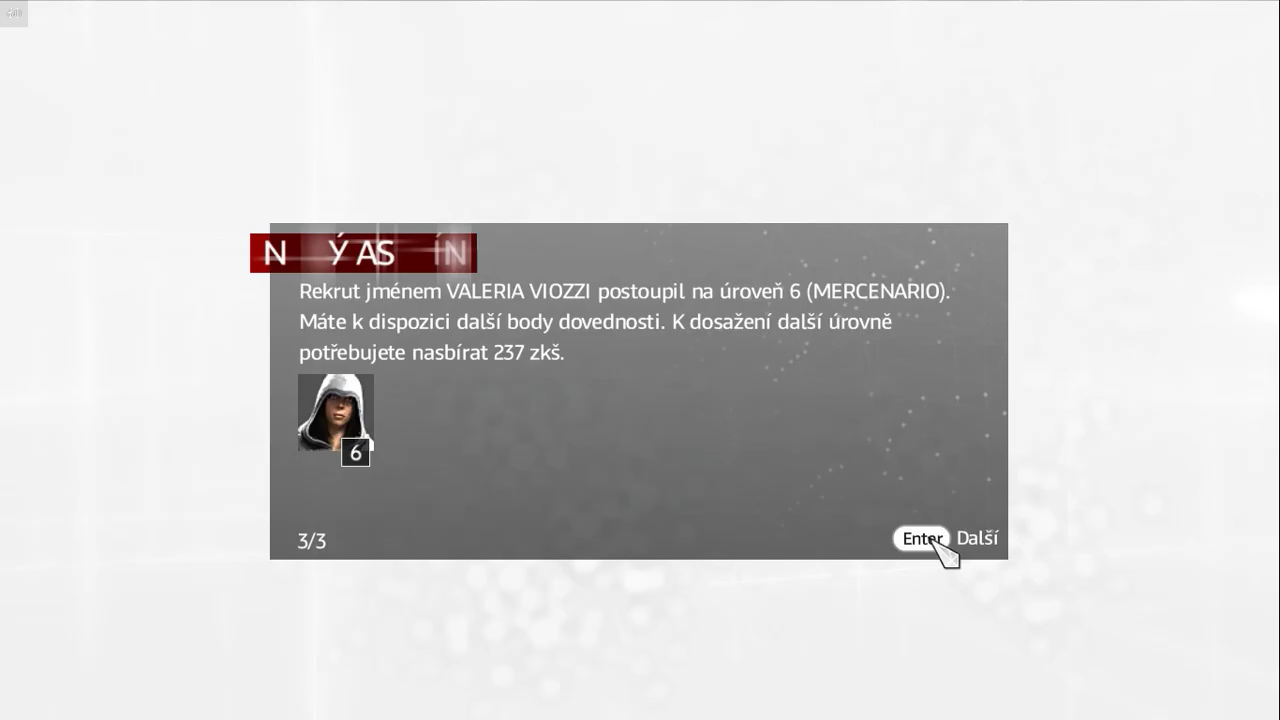 Rekrut jménem VALERIA VIOZZI postoupil na úroveň 6 (MERCENARIO).
Máte k dispozici další body dovednosti. K dosažení další úrovně
potřebujete nasbírat 237 zkš.
6
3/3
Enter Další